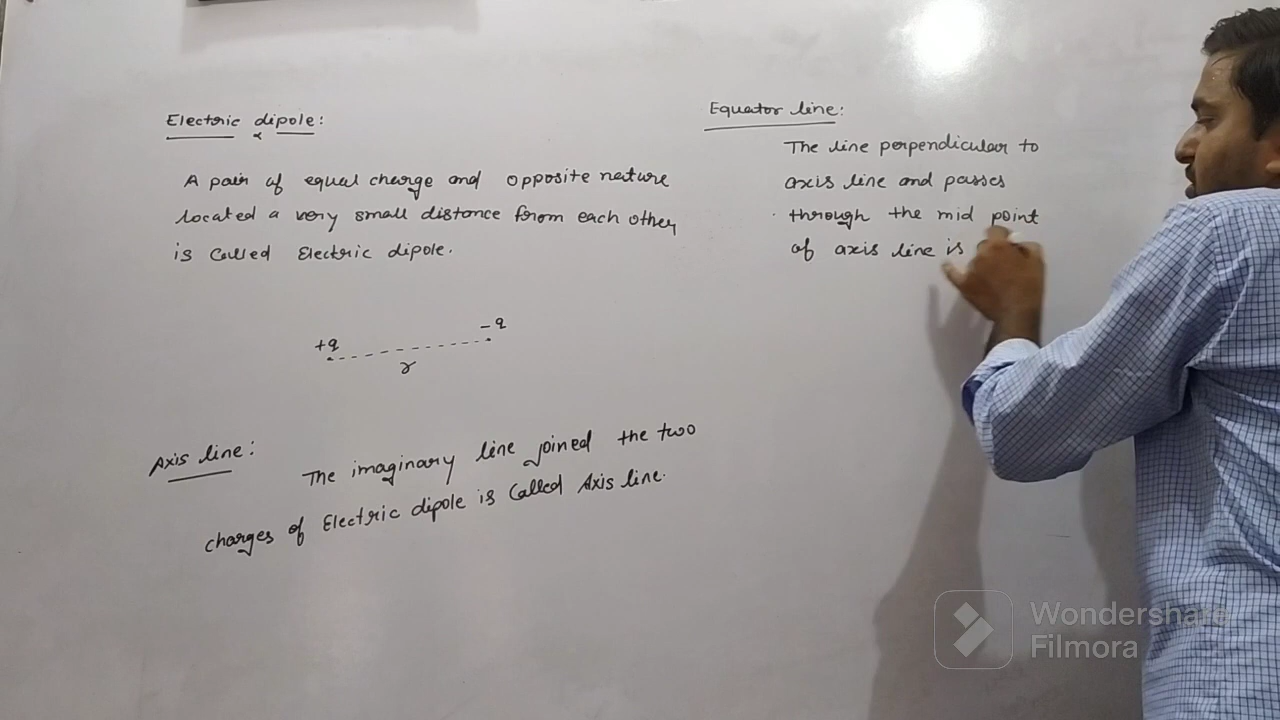 Electric dipole:
A pair of equal charge and opposite nature
located a very small distance from each other
is called Electric dipole.
+q
-q
r
Axis line:
The imaginary line joined the two
charges of Electric dipole is called Axis line.
Equator line:
The line perpendicular to
axis line and passes
through the mid point
of axis line is
Wondershare
Filmora